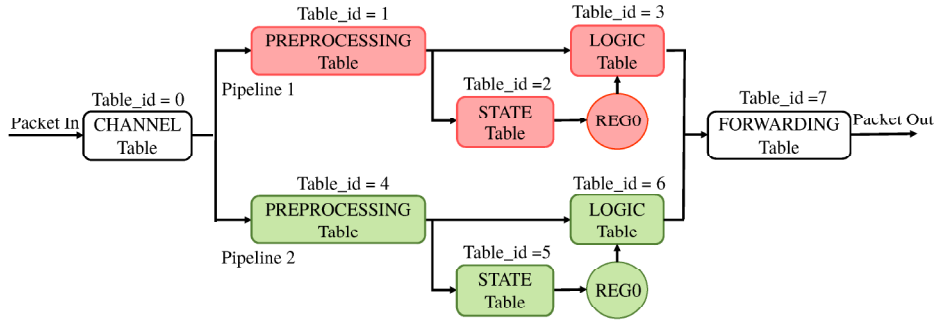 Table_id = 1
PREPROCESSING
Table
Pipeline 1
Table_id = 3
LOGIC
Table
Table_id =2
STATE
Table
REG0
Table_id = 0
Packet In
CHANNEL
Table
Table_id =7
FORWARDING
Table
Packet Out
Table_id = 4
PREPROCESSING
Table
Pipeline 2
Table_id = 6
LOGIC
Table
Table_id =5
STATE
Table
REG0